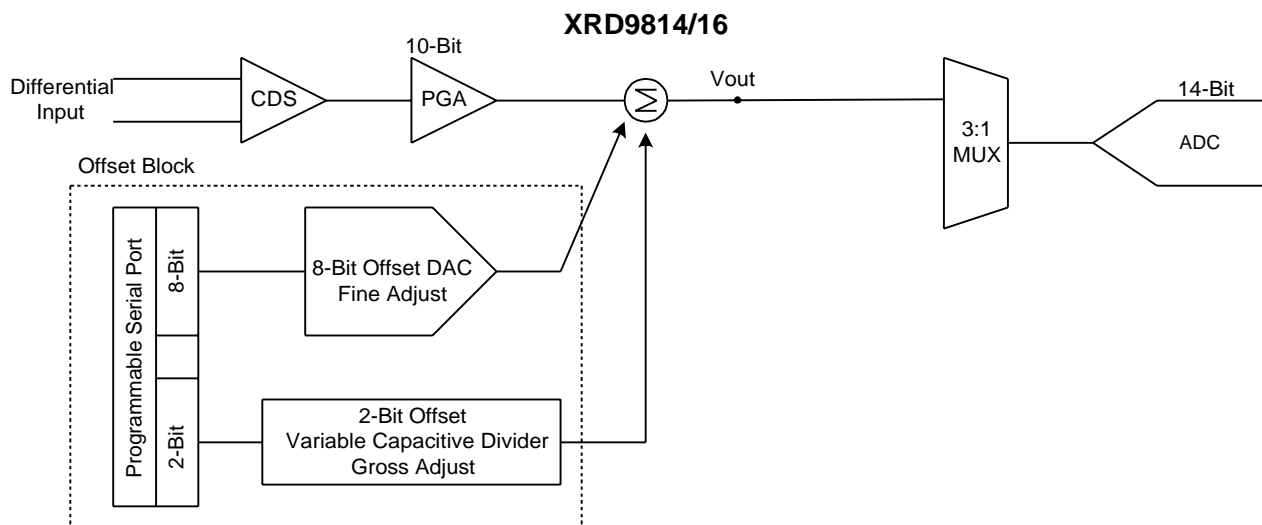 XRD9814/16
10-Bit
Differential
Input
CDS
PGA
Σ
Vout
3:1
MUX
14-Bit
ADC
Offset Block
Programmable Serial Port
8-Bit
2-Bit
8-Bit Offset DAC
Fine Adjust
2-Bit Offset
Variable Capacitive Divider
Gross Adjust